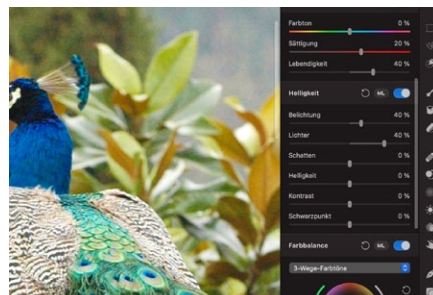 Farbton 0 %
Sättigung 20 %
Lebendigkeit 40 %
Helligkeit ML
Belichtung 40 %
Lichter 40 %
Schatten 0 %
Helligkeit 0 %
Kontrast 0 %
Schwarzpunkt 0 %
Farbbalance ML
3-Wege-Farbtöne